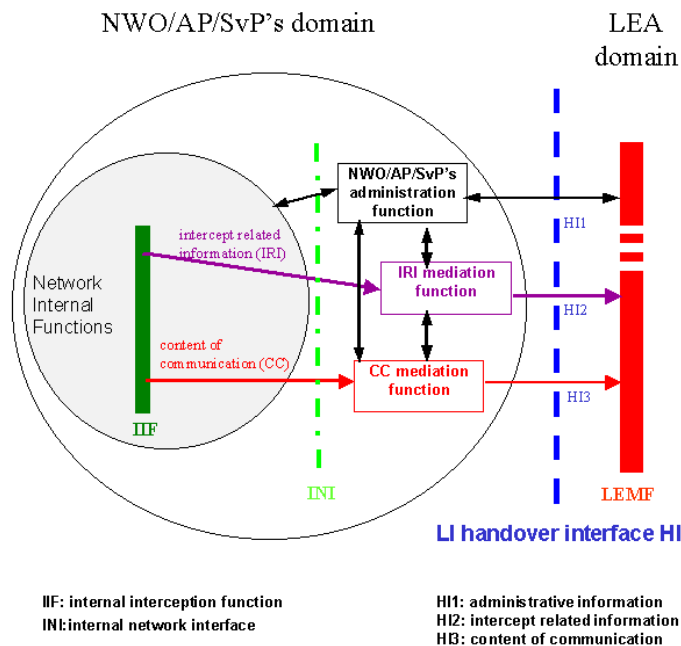 NWO/AP/SvP's domain
LEA
domain
NWO/AP/SvP's
administration
function
HI1
intercept related
information (IRI)
IRI mediation
function
HI2
Network
Internal
Functions
content of
communication (CC)
CC mediation
function
HI3
IIF
INI
LEMF
LI handover interface HI
IIF: internal interception function
INI:internal network interface
HI1: administrative information
HI2: intercept related information
HI3: content of communication